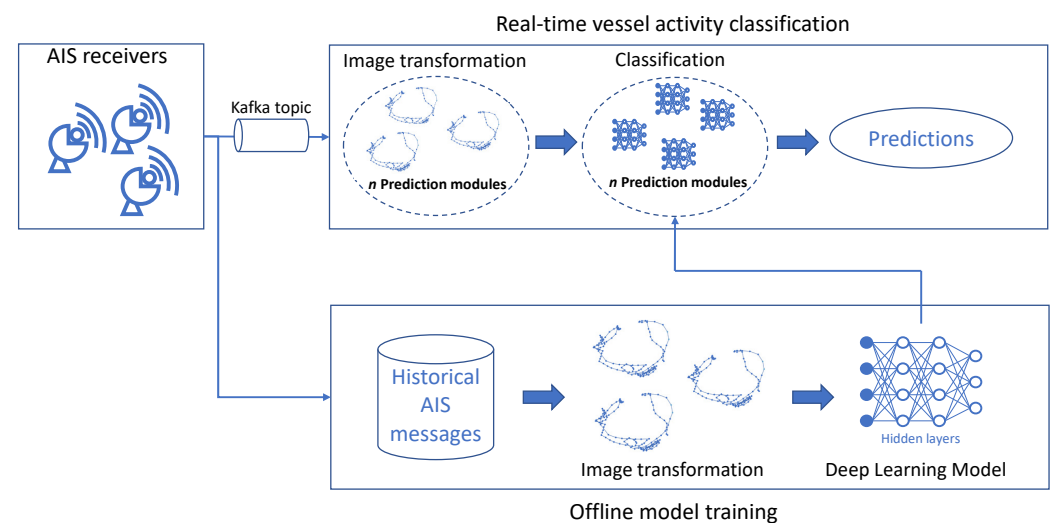 Real-time vessel activity classification
AIS receivers
Kafka topic
Image transformation
n Prediction modules
Classification
n Prediction modules
Predictions
Historical
AIS
messages
Image transformation
Hidden layers
Deep Learning Model
Offline model training